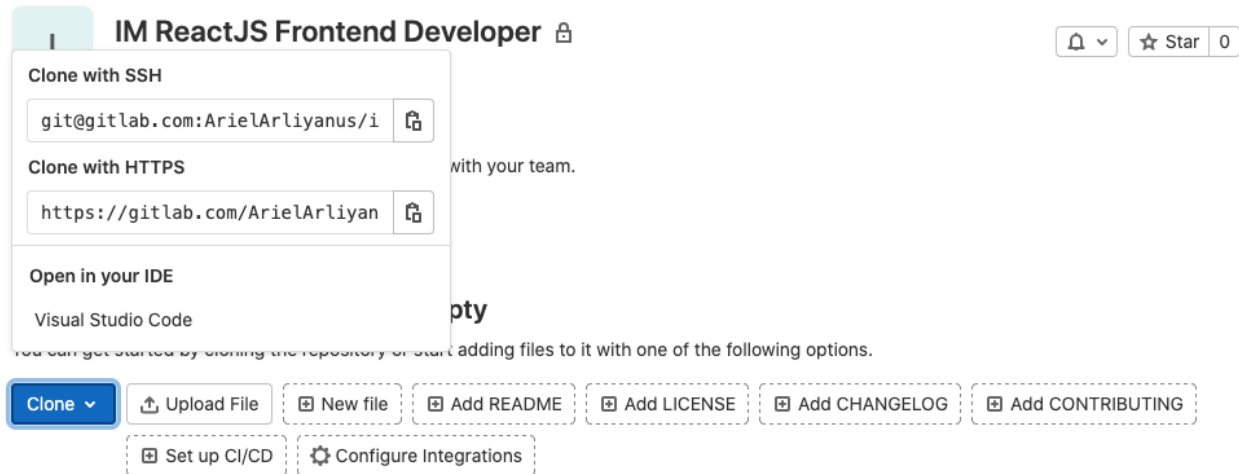 IM ReactJS Frontend Developer
Star 0
Clone with SSH
git@gitlab.com:ArielArliyanus/i
Clone with HTTPS
with your team.
https://gitlab.com/ArielArliyan
Open in your IDE
Visual Studio Code
pty
You can get started by cloning the repository or start adding files to it with one of the following options.
Clone
Upload File
New file
Add README
Add LICENSE
Add CHANGELOG
Add CONTRIBUTING
Set up CI/CD
Configure Integrations